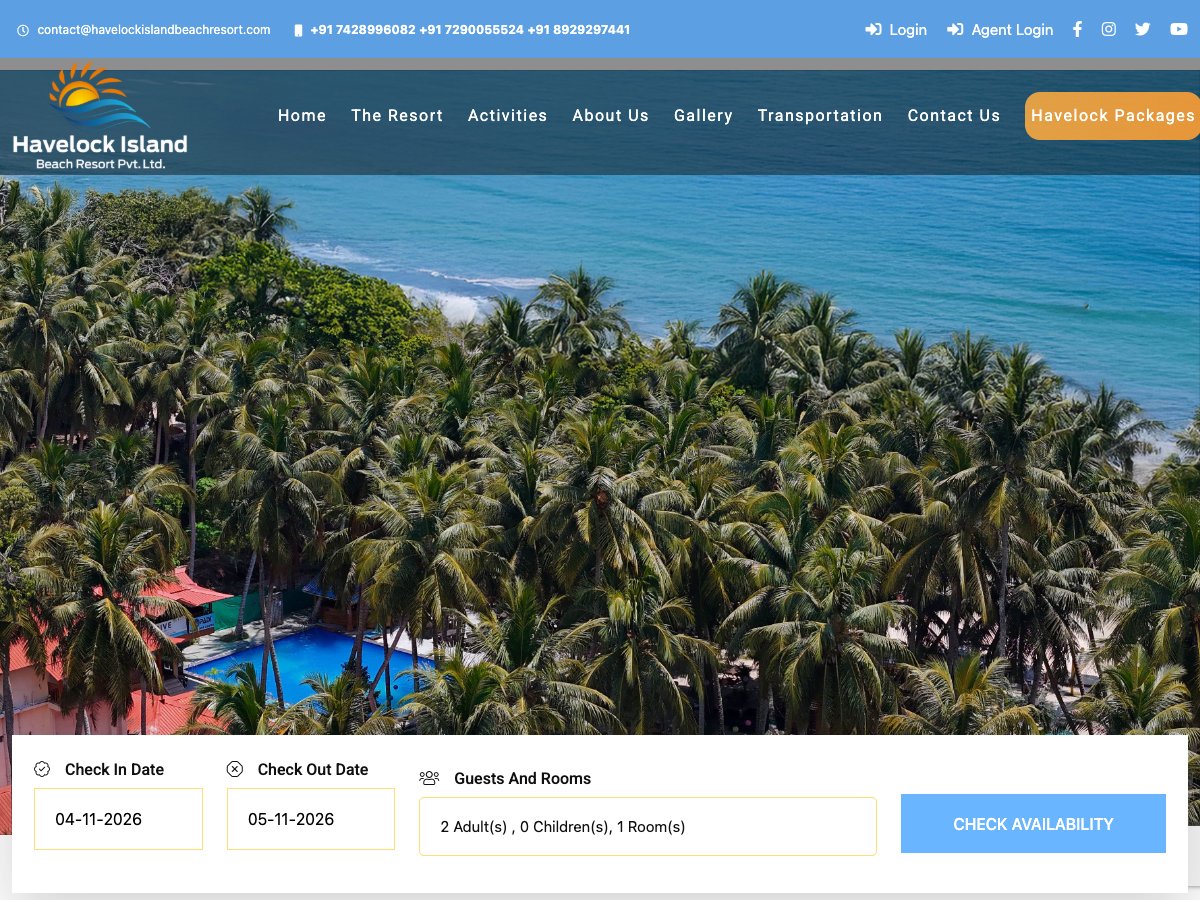 contact@havelockislandbeachresort.com
+91 7428996082 +91 7290055524 +91 8929297441
Login
Agent Login
Havelock Island
Beach Resort Pvt. Ltd.
Home
The Resort
Activities
About Us
Gallery
Transportation
Contact Us
Havelock Packages
Check In Date
04-11-2026
Check Out Date
05-11-2026
Guests And Rooms
2 Adult(s) , 0 Children(s), 1 Room(s)
CHECK AVAILABILITY